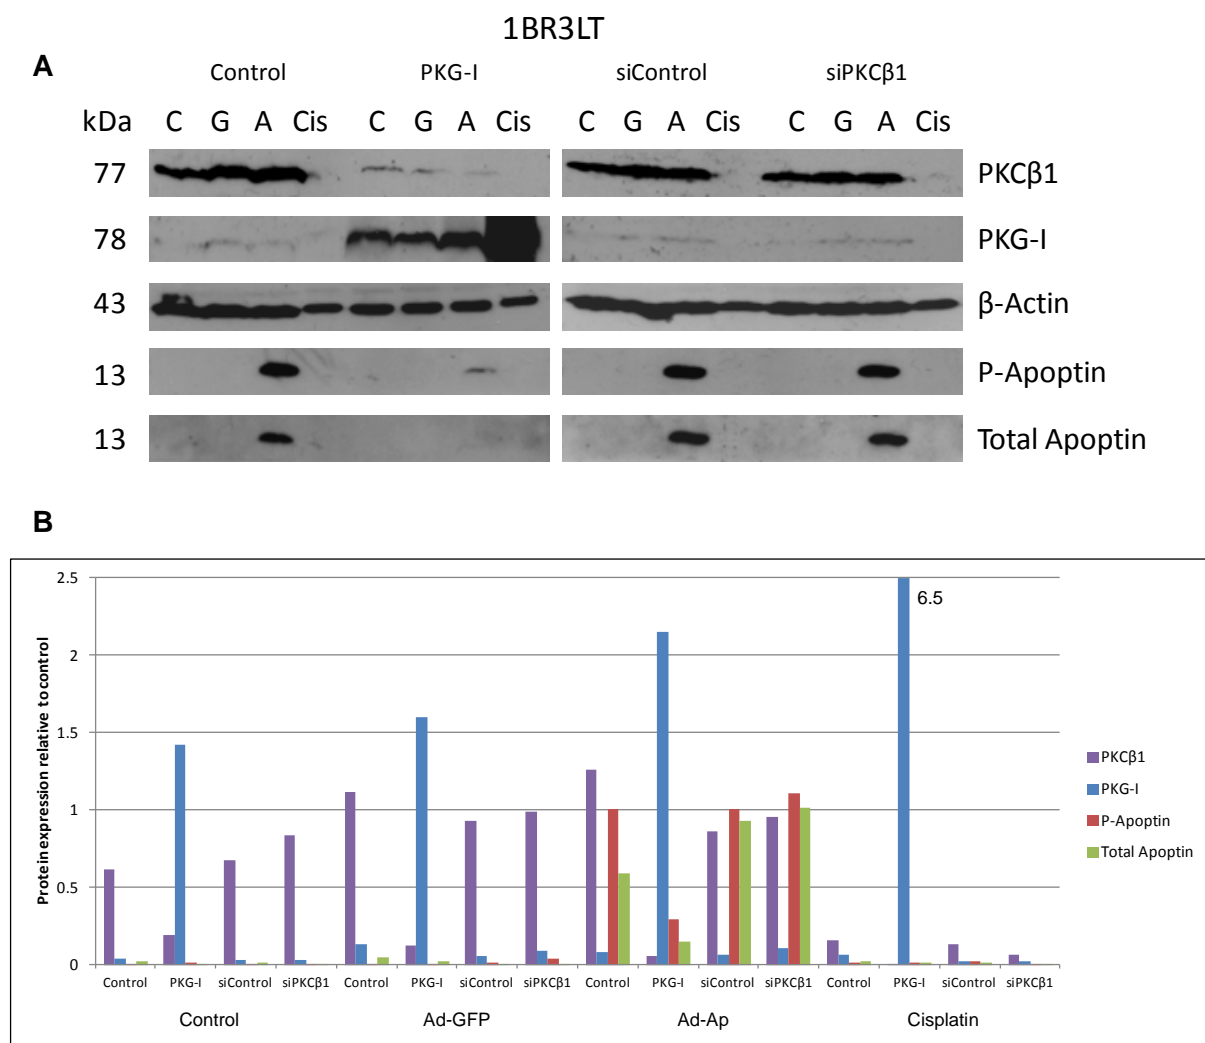 1BR3LT
A
Control PKG-I siControl siPKCβ1
kDa C G A Cis C G A Cis C G A Cis C G A Cis
77 PKCβ1
78 PKG-I
43 β-Actin
13 P-Apoptin
13 Total Apoptin
B
2.5
2
1.5
1
0.5
0
Protein expression relative to control
6.5
PKCβ1
PKG-I
P-Apoptin
Total Apoptin
Control PKG-I siControl siPKCβ1 Control PKG-I siControl siPKCβ1 Control PKG-I siControl siPKCβ1 Control PKG-I siControl siPKCβ1
Control Ad-GFP Ad-Ap Cisplatin